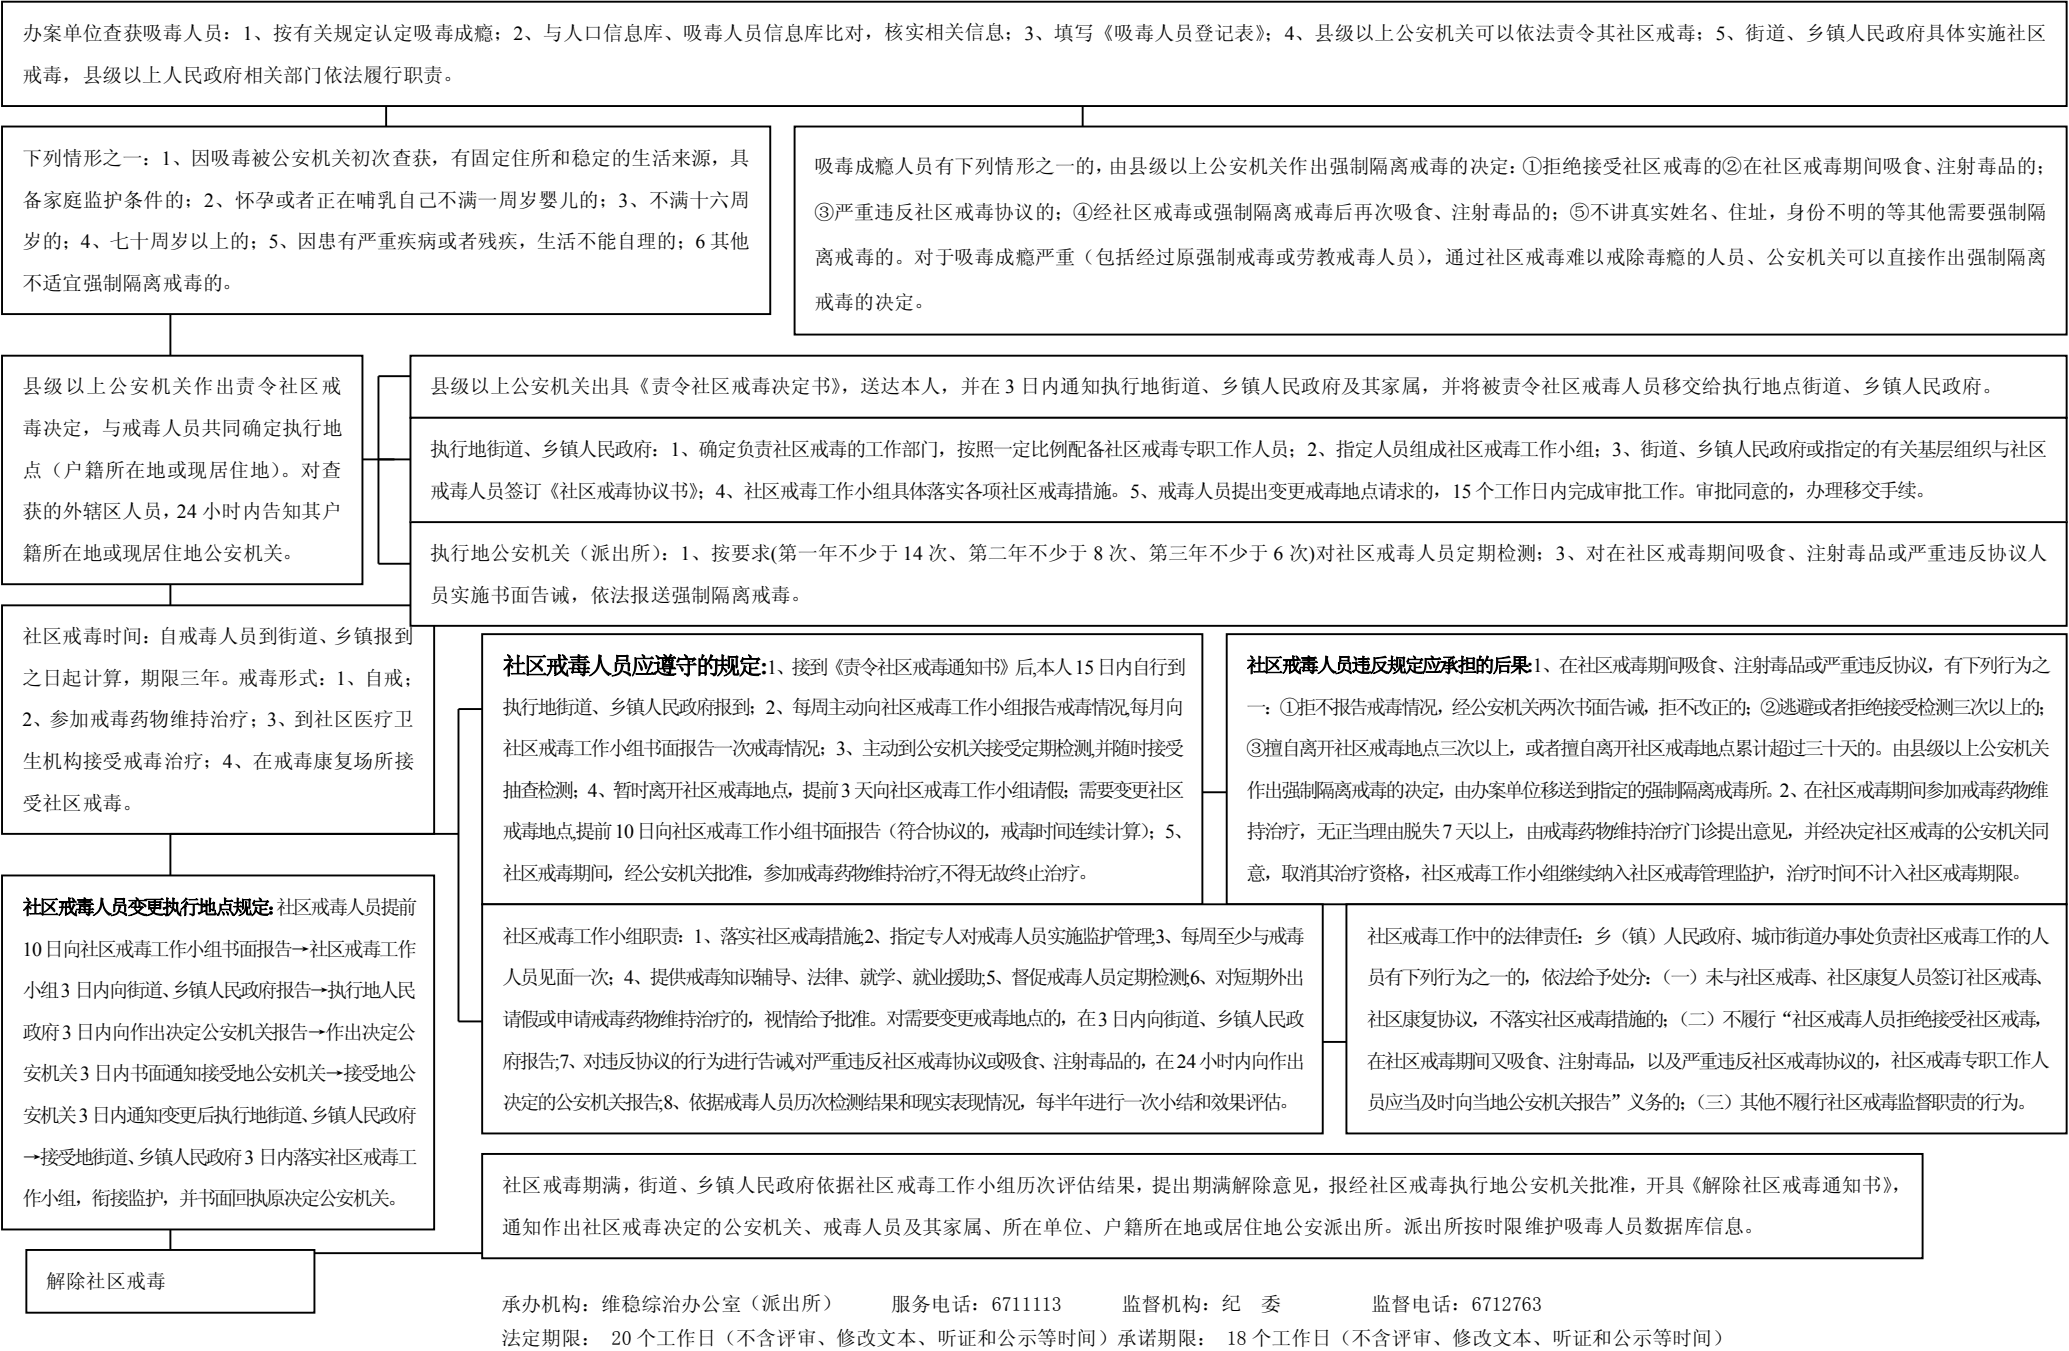 办案单位查获吸毒人员：1、按有关规定认定吸毒成瘾；2、与人口信息库、吸毒人员信息库比对，核实相关信息；3、填写《吸毒人员登记表》；4、县级以上公安机关可以依法责令其社区戒毒；5、街道、乡镇人民政府具体实施社区
戒毒，县级以上人民政府相关部门依法履行职责。
下列情形之一：1、因吸毒被公安机关初次查获，有固定住所和稳定的生活来源，具
备家庭监护条件的；2、怀孕或者正在哺乳自己不满一周岁婴儿的；3、不满十六周
岁的；4、七十周岁以上的；5、因患有严重疾病或者残疾，生活不能自理的；6 其他
不适宜强制隔离戒毒的。
吸毒成瘾人员有下列情形之一的，由县级以上公安机关作出强制隔离戒毒的决定：①拒绝接受社区戒毒的②在社区戒毒期间吸食、注射毒品的；
③严重违反社区戒毒协议的；④经社区戒毒或强制隔离戒毒后再次吸食、注射毒品的；⑤不讲真实姓名、住址，身份不明的等其他需要强制隔
离戒毒的。对于吸毒成瘾严重（包括经过原强制戒毒或劳教戒毒人员），通过社区戒毒难以戒除毒瘾的人员、公安机关可以直接作出强制隔离
戒毒的决定。
县级以上公安机关作出责令社区戒
毒决定，与戒毒人员共同确定执行地
点（户籍所在地或现居住地）。对查
获的外辖区人员，24 小时内告知其户
籍所在地或现居住地公安机关。
县级以上公安机关出具《责令社区戒毒决定书》，送达本人，并在 3 日内通知执行地街道、乡镇人民政府及其家属，并将被责令社区戒毒人员移交给执行地点街道、乡镇人民政府。
执行地街道、乡镇人民政府：1、确定负责社区戒毒的工作部门，按照一定比例配备社区戒毒专职工作人员；2、指定人员组成社区戒毒工作小组；3、街道、乡镇人民政府或指定的有关基层组织与社区
戒毒人员签订《社区戒毒协议书》；4、社区戒毒工作小组具体落实各项社区戒毒措施。5、戒毒人员提出变更戒毒地点请求的，15 个工作日内完成审批工作。审批同意的，办理移交手续。
执行地公安机关（派出所）：1、按要求(第一年不少于 14 次、第二年不少于 8 次、第三年不少于 6 次)对社区戒毒人员定期检测；3、对在社区戒毒期间吸食、注射毒品或严重违反协议人
员实施书面告诫，依法报送强制隔离戒毒。
社区戒毒时间：自戒毒人员到街道、乡镇报到
之日起计算，期限三年。戒毒形式：1、自戒；
2、参加戒毒药物维持治疗；3、到社区医疗卫
生机构接受戒毒治疗；4、在戒毒康复场所接
受社区戒毒。
社区戒毒人员应遵守的规定:1、接到《责令社区戒毒通知书》后,本人 15 日内自行到
执行地街道、乡镇人民政府报到；2、每周主动向社区戒毒工作小组报告戒毒情况,每月向
社区戒毒工作小组书面报告一次戒毒情况；3、主动到公安机关接受定期检测,并随时接受
抽查检测；4、暂时离开社区戒毒地点，提前 3 天向社区戒毒工作小组请假；需要变更社区
戒毒地点,提前 10 日向社区戒毒工作小组书面报告（符合协议的，戒毒时间连续计算）；5、
社区戒毒期间，经公安机关批准，参加戒毒药物维持治疗,不得无故终止治疗。
社区戒毒人员违反规定应承担的后果:1、在社区戒毒期间吸食、注射毒品或严重违反协议，有下列行为之
一：①拒不报告戒毒情况，经公安机关两次书面告诫，拒不改正的；②逃避或者拒绝接受检测三次以上的；
③擅自离开社区戒毒地点三次以上，或者擅自离开社区戒毒地点累计超过三十天的。由县级以上公安机关
作出强制隔离戒毒的决定，由办案单位移送到指定的强制隔离戒毒所。2、在社区戒毒期间参加戒毒药物维
持治疗，无正当理由脱失 7 天以上，由戒毒药物维持治疗门诊提出意见，并经决定社区戒毒的公安机关同
意，取消其治疗资格，社区戒毒工作小组继续纳入社区戒毒管理监护，治疗时间不计入社区戒毒期限。
社区戒毒人员变更执行地点规定:社区戒毒人员提前
10 日向社区戒毒工作小组书面报告→社区戒毒工作
小组 3 日内向街道、乡镇人民政府报告→执行地人民
政府 3 日内向作出决定公安机关报告→作出决定公
安机关 3 日内书面通知接受地公安机关→接受地公
安机关 3 日内通知变更后执行地街道、乡镇人民政府
→接受地街道、乡镇人民政府 3 日内落实社区戒毒工
作小组，衔接监护，并书面回执原决定公安机关。
社区戒毒工作小组职责：1、落实社区戒毒措施;2、指定专人对戒毒人员实施监护管理;3、每周至少与戒毒
人员见面一次；4、提供戒毒知识辅导、法律、就学、就业援助;5、督促戒毒人员定期检测;6、对短期外出
请假或申请戒毒药物维持治疗的，视情给予批准。对需要变更戒毒地点的，在 3 日内向街道、乡镇人民政
府报告;7、对违反协议的行为进行告诫,对严重违反社区戒毒协议或吸食、注射毒品的，在 24 小时内向作出
决定的公安机关报告;8、依据戒毒人员历次检测结果和现实表现情况，每半年进行一次小结和效果评估。
社区戒毒工作中的法律责任：乡（镇）人民政府、城市街道办事处负责社区戒毒工作的人
员有下列行为之一的，依法给予处分：（一）未与社区戒毒、社区康复人员签订社区戒毒、
社区康复协议，不落实社区戒毒措施的；（二）不履行“社区戒毒人员拒绝接受社区戒毒，
在社区戒毒期间又吸食、注射毒品，以及严重违反社区戒毒协议的，社区戒毒专职工作人
员应当及时向当地公安机关报告”义务的；（三）其他不履行社区戒毒监督职责的行为。
社区戒毒期满，街道、乡镇人民政府依据社区戒毒工作小组历次评估结果，提出期满解除意见，报经社区戒毒执行地公安机关批准，开具《解除社区戒毒通知书》，
通知作出社区戒毒决定的公安机关、戒毒人员及其家属、所在单位、户籍所在地或居住地公安派出所。派出所按时限维护吸毒人员数据库信息。
解除社区戒毒
承办机构：维稳综治办公室（派出所） 服务电话：6711113 监督机构：纪 委 监督电话：6712763
法定期限： 20 个工作日（不含评审、修改文本、听证和公示等时间）承诺期限： 18 个工作日（不含评审、修改文本、听证和公示等时间）